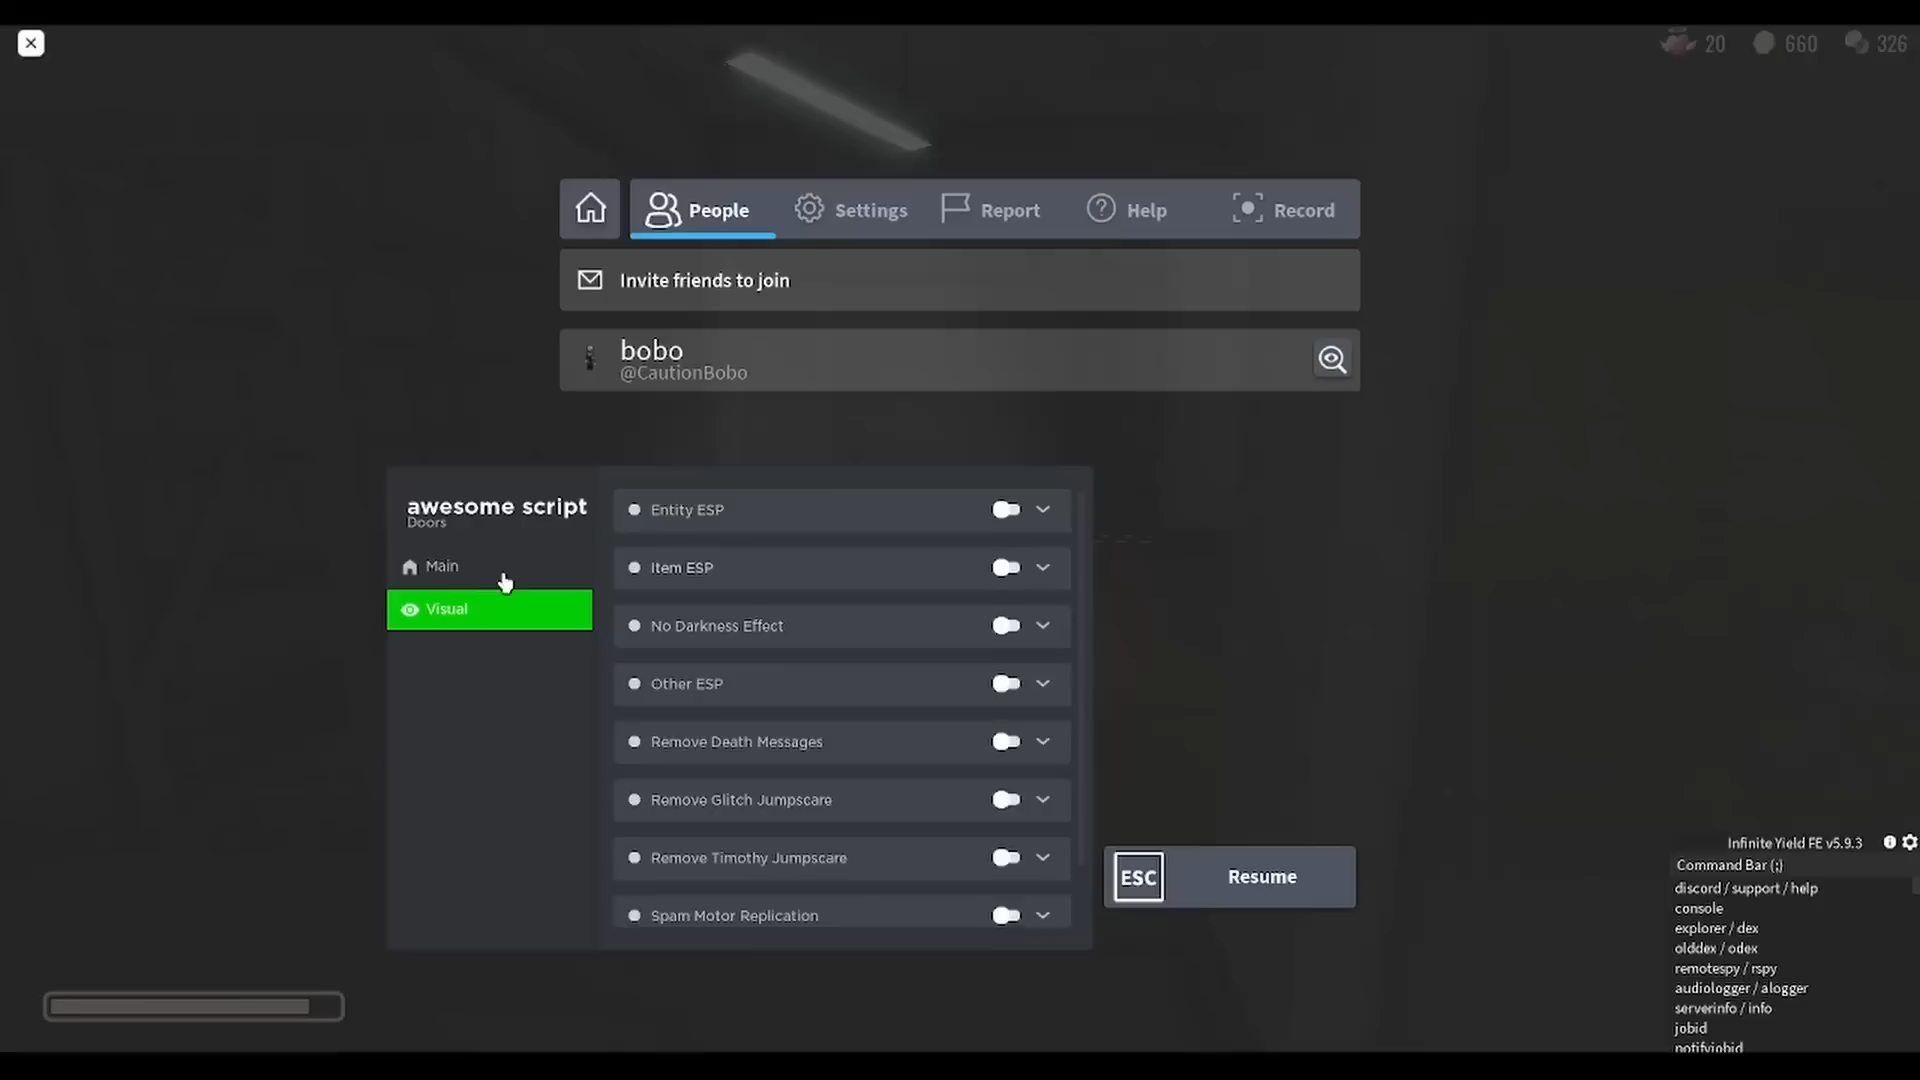 20 660 326
People Settings Report Help Record
Invite friends to join
bobo
@CautionBobo
awesome script
Doors
Main
Visual
Entity ESP
Item ESP
No Darkness Effect
Other ESP
Remove Death Messages
Remove Glitch Jumpscare
Remove Timothy Jumpscare
Spam Motor Replication
ESC Resume
Infinite Yield FE v5.9.3
Command Bar (;)
discord / support / help
console
explorer / dex
olddex / odex
remotespy / rspy
audiologger / alogger
serverinfo / info
jobid
notifyjobid